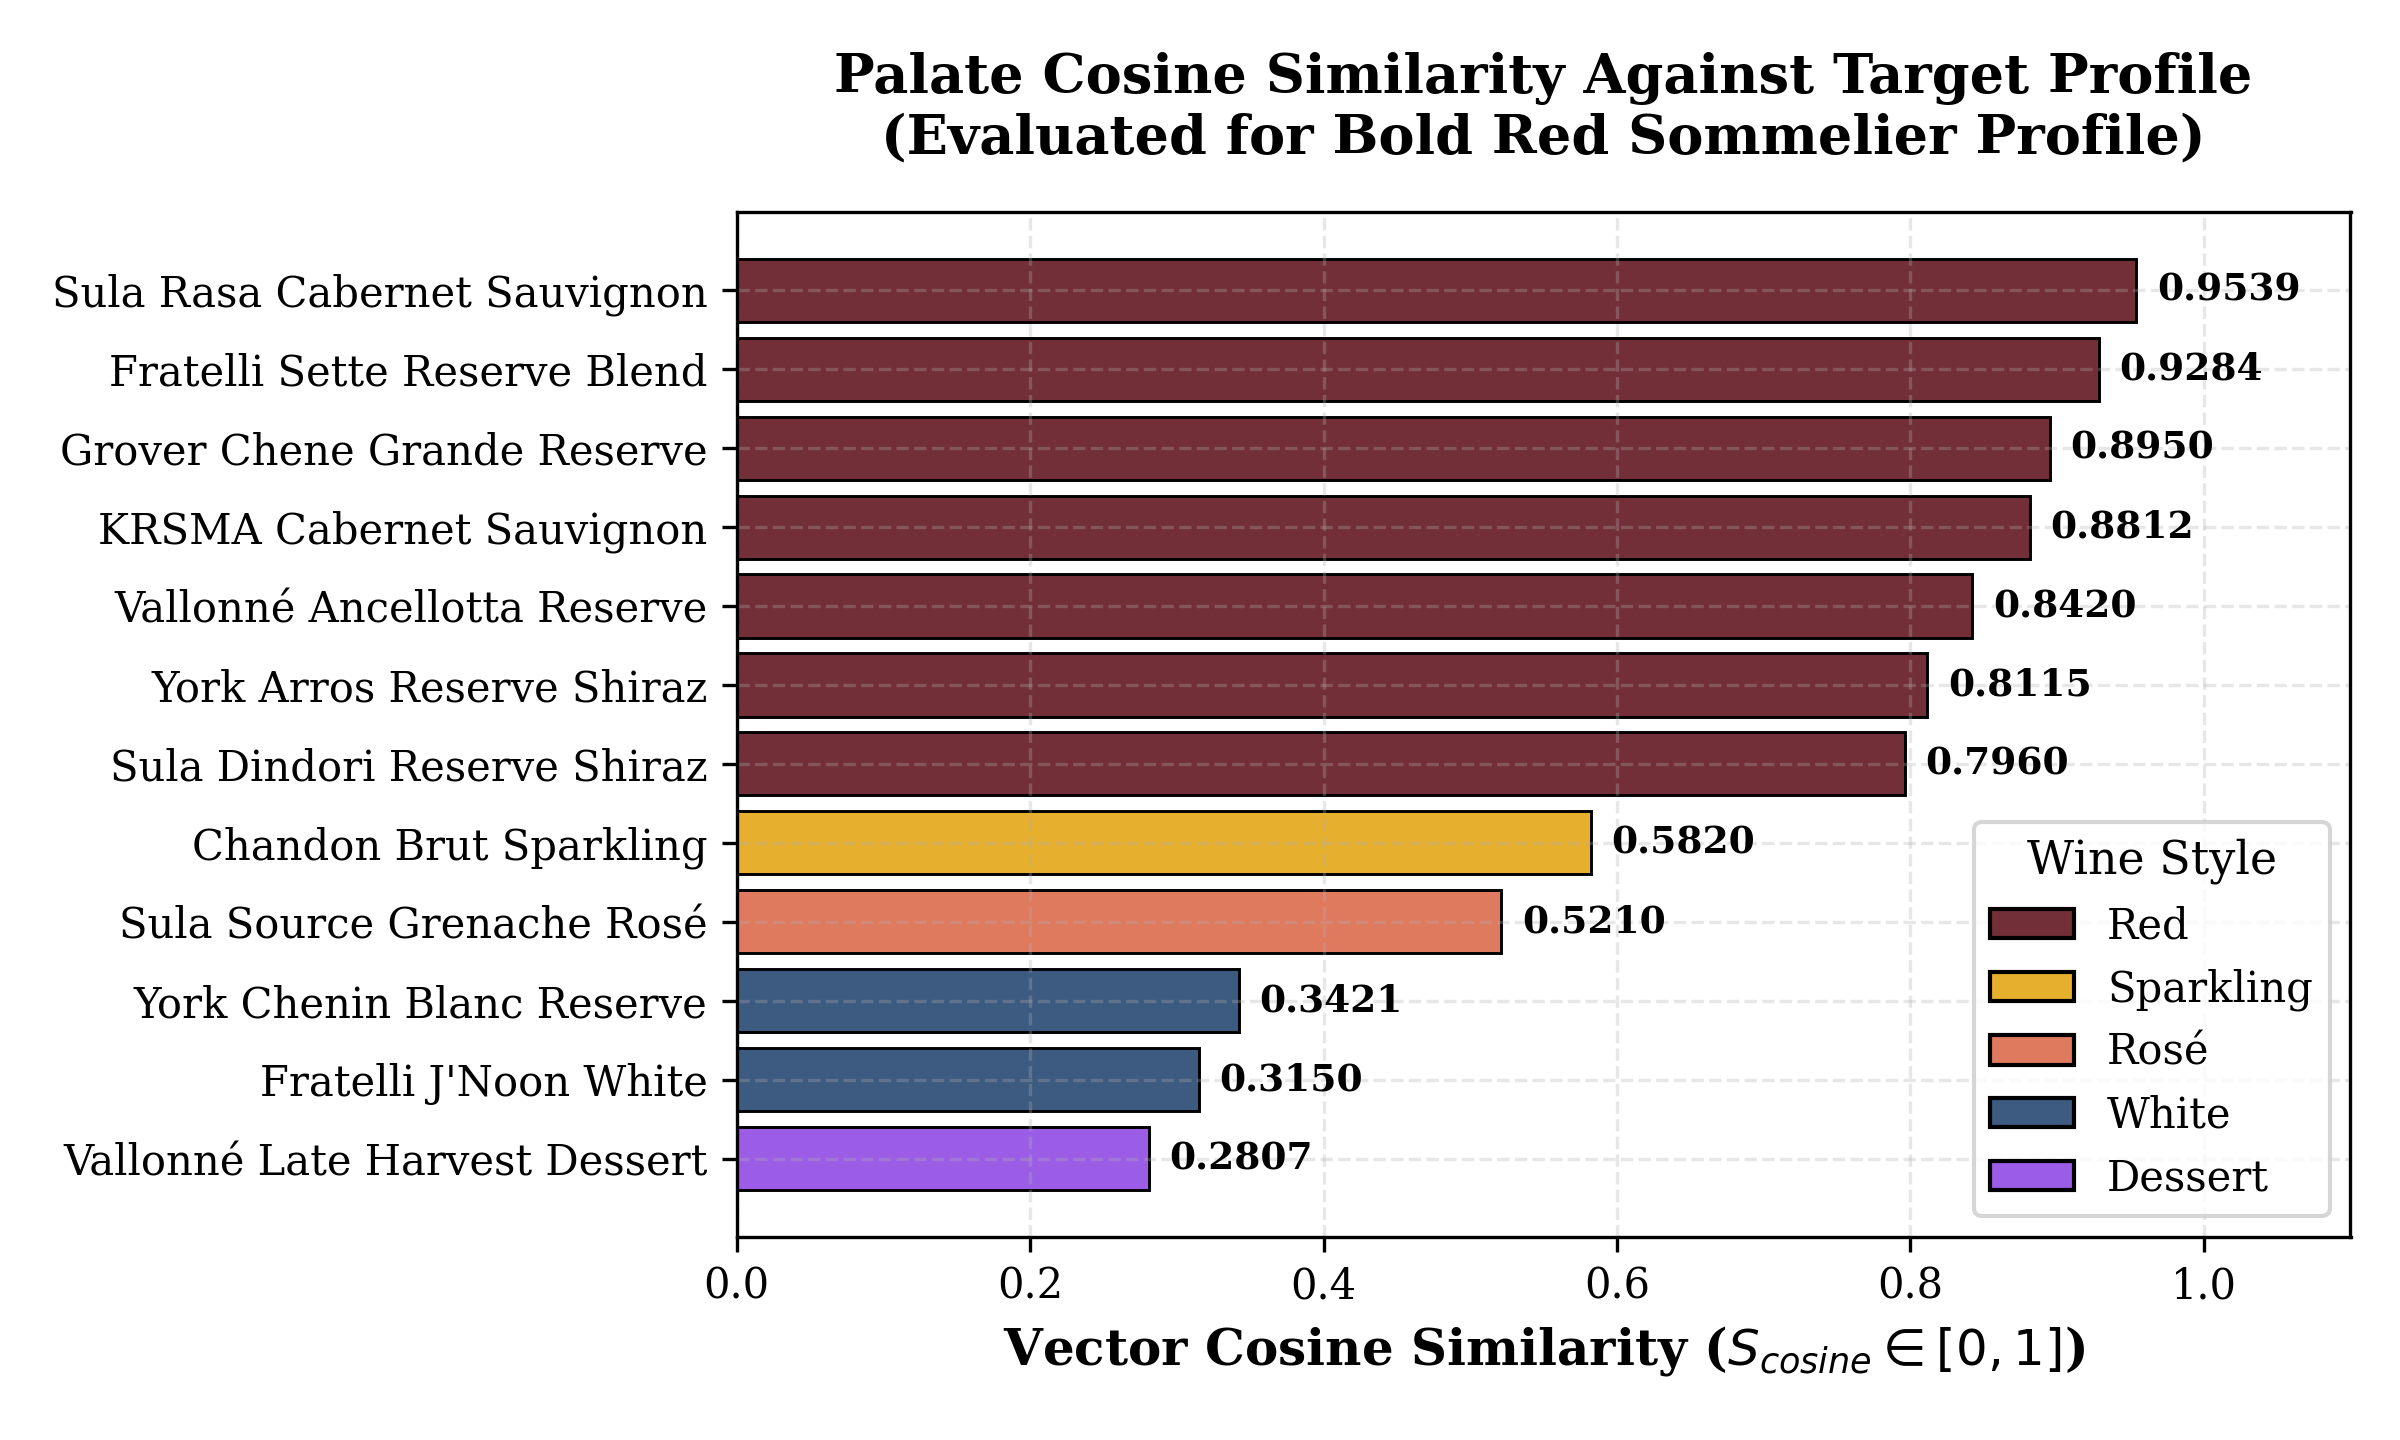 Palate Cosine Similarity Against Target Profile
(Evaluated for Bold Red Sommelier Profile)
Sula Rasa Cabernet Sauvignon 0.9539
Fratelli Sette Reserve Blend 0.9284
Grover Chene Grande Reserve 0.8950
KRSMA Cabernet Sauvignon 0.8812
Vallonné Ancellotta Reserve 0.8420
York Arros Reserve Shiraz 0.8115
Sula Dindori Reserve Shiraz 0.7960
Chandon Brut Sparkling 0.5820
Sula Source Grenache Rosé 0.5210
York Chenin Blanc Reserve 0.3421
Fratelli J'Noon White 0.3150
Vallonné Late Harvest Dessert 0.2807
Wine Style
Red
Sparkling
Rosé
White
Dessert
0.0 0.2 0.4 0.6 0.8 1.0
Vector Cosine Similarity (S_cosine ∈ [0, 1])